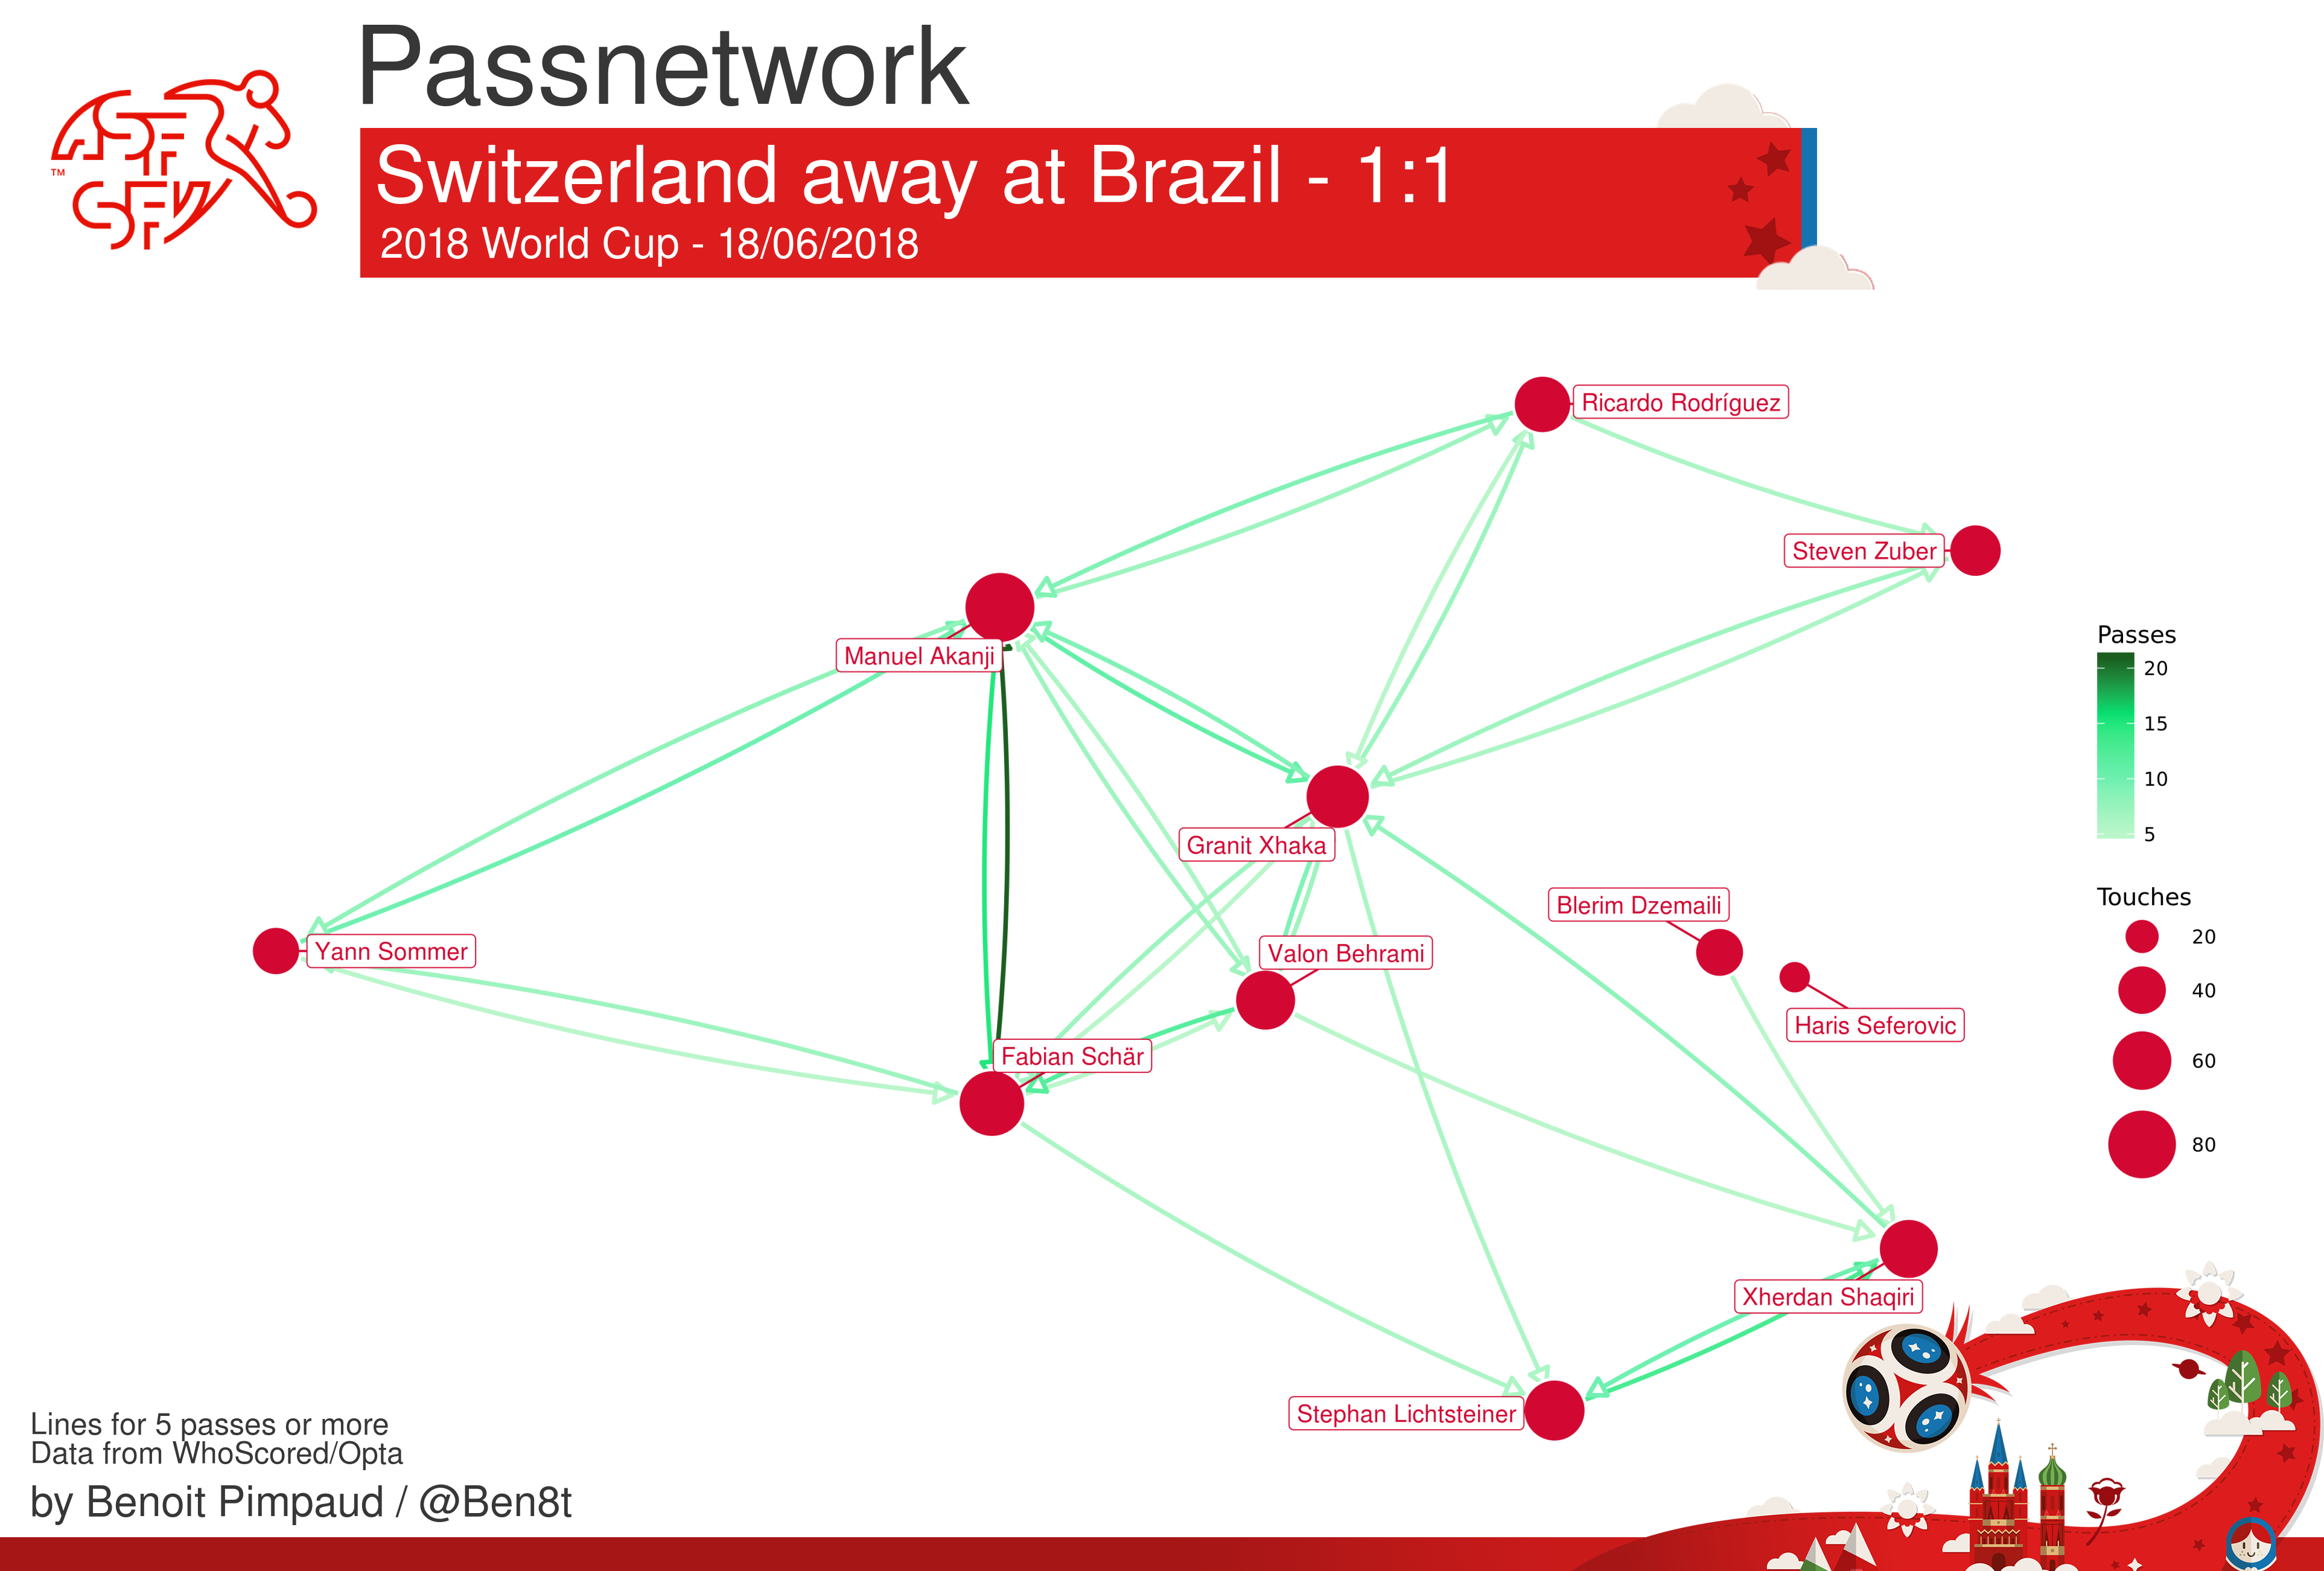 Passnetwork
Switzerland away at Brazil - 1:1
2018 World Cup - 18/06/2018
ASF
SFV
TM
Ricardo Rodríguez
Steven Zuber
Manuel Akanji
Granit Xhaka
Blerim Dzemaili
Yann Sommer
Valon Behrami
Haris Seferovic
Fabian Schär
Xherdan Shaqiri
Stephan Lichtsteiner
Passes
20
15
10
5
Touches
20
40
60
80
Lines for 5 passes or more
Data from WhoScored/Opta
by Benoit Pimpaud / @Ben8t